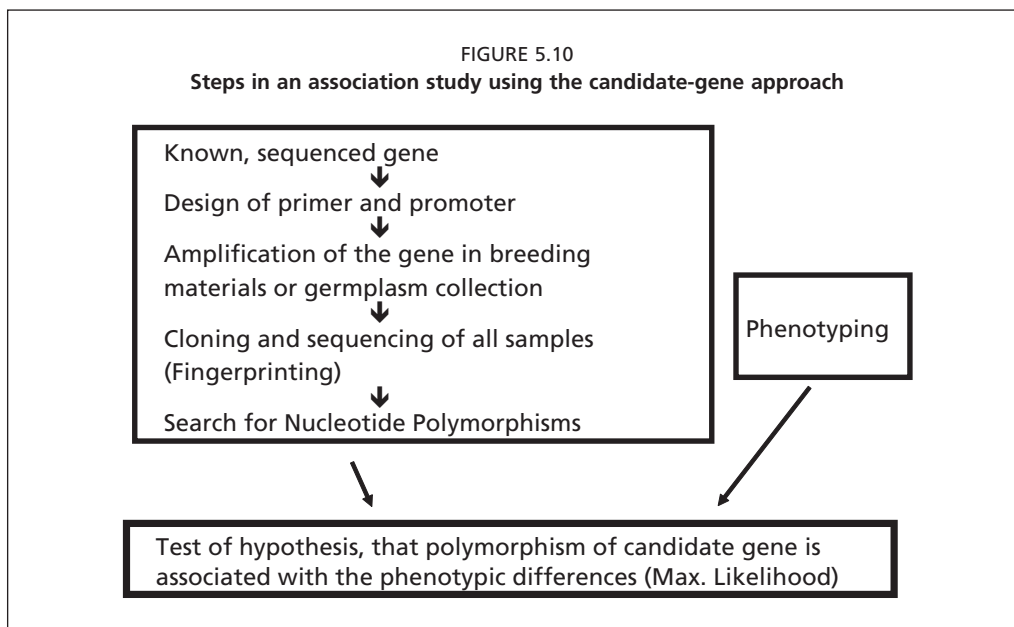 FIGURE 5.10
Steps in an association study using the candidate-gene approach
Known, sequenced gene
Design of primer and promoter
Amplification of the gene in breeding
materials or germplasm collection
Cloning and sequencing of all samples
(Fingerprinting)
Search for Nucleotide Polymorphisms
Phenotyping
Test of hypothesis, that polymorphism of candidate gene is
associated with the phenotypic differences (Max. Likelihood)